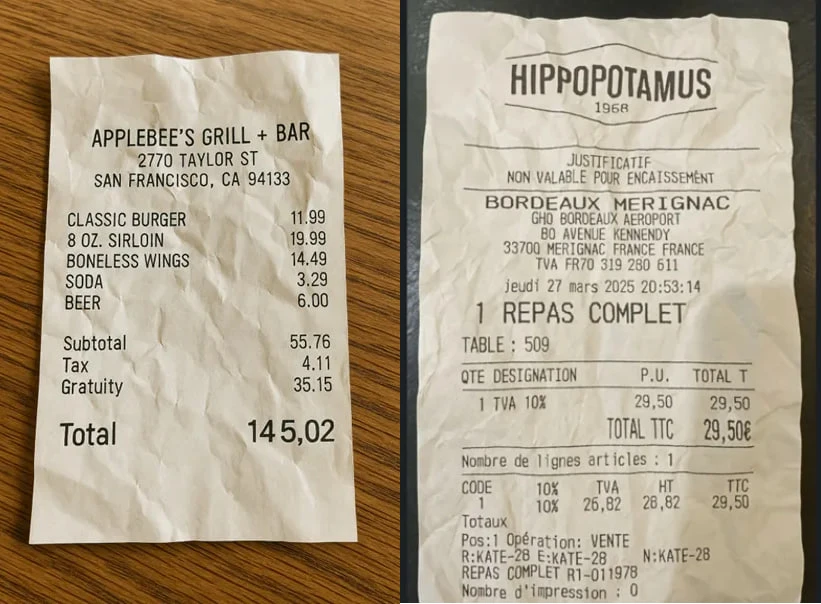 APPLEBEE'S GRILL + BAR
2770 TAYLOR ST
SAN FRANCISCO, CA 94133
CLASSIC BURGER 11.99
8 OZ. SIRLOIN 19.99
BONELESS WINGS 14.49
SODA 3.29
BEER 6.00
Subtotal 55.76
Tax 4.11
Gratuity 35.15
Total 145,02
HIPPOPOTAMUS
1968
JUSTIFICATIF
NON VALABLE POUR ENCAISSEMENT
BORDEAUX MERIGNAC
GHO BORDEAUX AEROPORT
80 AVENUE KENNENDY
33700 MERIGNAC FRANCE FRANCE
TVA FR70 319 280 611
jeudi 27 mars 2025 20:53:14
1 REPAS COMPLET
TABLE : 509
QTE DESIGNATION P.U. TOTAL T
1 TVA 10% 29,50 29,50
TOTAL TTC 29,50€
Nombre de lignes articles : 1
CODE 10% TVA HT TTC
1 10% 26,82 28,82 29,50
Totaux
Pos:1 Opération: VENTE
R:KATE-28 E:KATE-28 N:KATE-28
REPAS COMPLET R1-011978
Nombre d'impression : 0